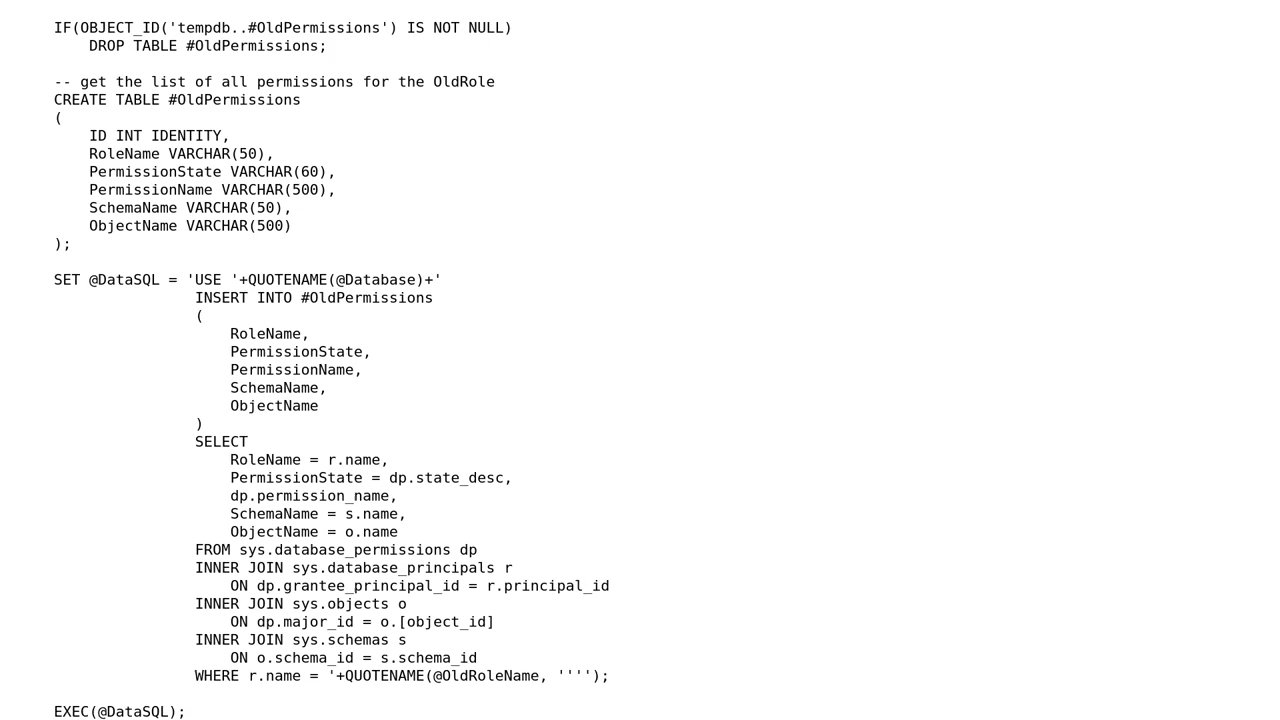 IF(OBJECT_ID('tempdb..#OldPermissions') IS NOT NULL)
    DROP TABLE #OldPermissions;

-- get the list of all permissions for the OldRole
CREATE TABLE #OldPermissions
(
    ID INT IDENTITY,
    RoleName VARCHAR(50),
    PermissionState VARCHAR(60),
    PermissionName VARCHAR(500),
    SchemaName VARCHAR(50),
    ObjectName VARCHAR(500)
);

SET @DataSQL = 'USE '+QUOTENAME(@Database)+'
                INSERT INTO #OldPermissions
                (
                    RoleName,
                    PermissionState,
                    PermissionName,
                    SchemaName,
                    ObjectName
                )
                SELECT
                    RoleName = r.name,
                    PermissionState = dp.state_desc,
                    dp.permission_name,
                    SchemaName = s.name,
                    ObjectName = o.name
                FROM sys.database_permissions dp
                INNER JOIN sys.database_principals r
                    ON dp.grantee_principal_id = r.principal_id
                INNER JOIN sys.objects o
                    ON dp.major_id = o.[object_id]
                INNER JOIN sys.schemas s
                    ON o.schema_id = s.schema_id
                WHERE r.name = '+QUOTENAME(@OldRoleName, '''');

EXEC(@DataSQL);